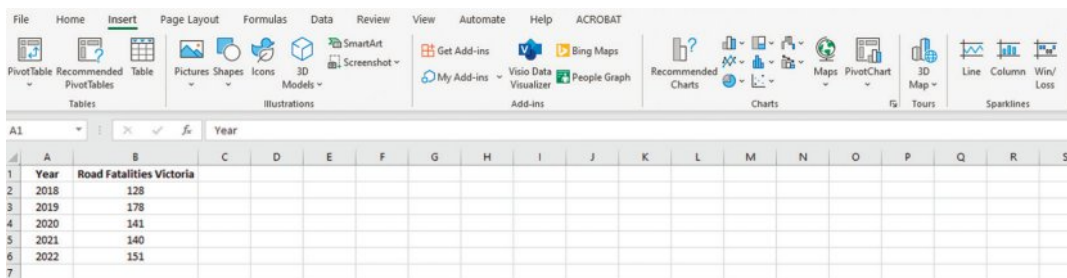 File Home Insert Page Layout Formulas Data Review View Automate Help ACROBAT
PivotTable
Recommended PivotTables
Table
Tables
Pictures
Shapes
Icons
3D Models
SmartArt
Screenshot
Illustrations
Get Add-ins
My Add-ins
Visio Data Visualizer
Bing Maps
People Graph
Add-ins
Recommended Charts
Maps
PivotChart
Charts
3D Map
Tours
Line
Column
Win/Loss
Sparklines
A1 fx Year
A B C D E F G H I J K L M N O P Q R S
1 Year Road Fatalities Victoria
2 2018 128
3 2019 178
4 2020 141
5 2021 140
6 2022 151
7